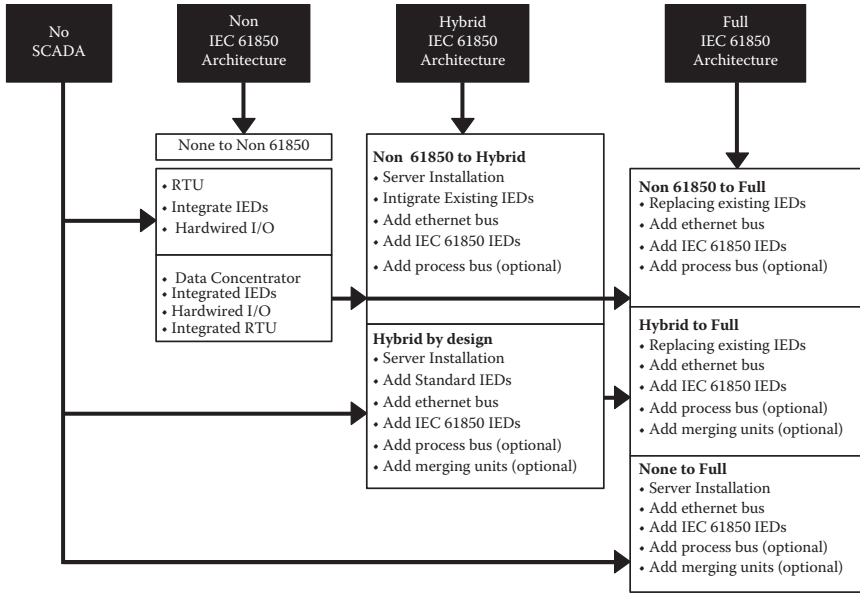 No
SCADA
Non
IEC 61850
Architecture
Hybrid
IEC 61850
Architecture
Full
IEC 61850
Architecture
None to Non 61850
• RTU
• Integrate IEDs
• Hardwired I/O
• Data Concentrator
• Integrated IEDs
• Hardwired I/O
• Integrated RTU
Non 61850 to Hybrid
• Server Installation
• Intigrate Existing IEDs
• Add ethernet bus
• Add IEC 61850 IEDs
• Add process bus (optional)
Hybrid by design
• Server Installation
• Add Standard IEDs
• Add ethernet bus
• Add IEC 61850 IEDs
• Add process bus (optional)
• Add merging units (optional)
Non 61850 to Full
• Replacing existing IEDs
• Add ethernet bus
• Add IEC 61850 IEDs
• Add process bus (optional)
Hybrid to Full
• Replacing existing IEDs
• Add ethernet bus
• Add IEC 61850 IEDs
• Add process bus (optional)
• Add merging units (optional)
None to Full
• Server Installation
• Add ethernet bus
• Add IEC 61850 IEDs
• Add process bus (optional)
• Add merging units (optional)